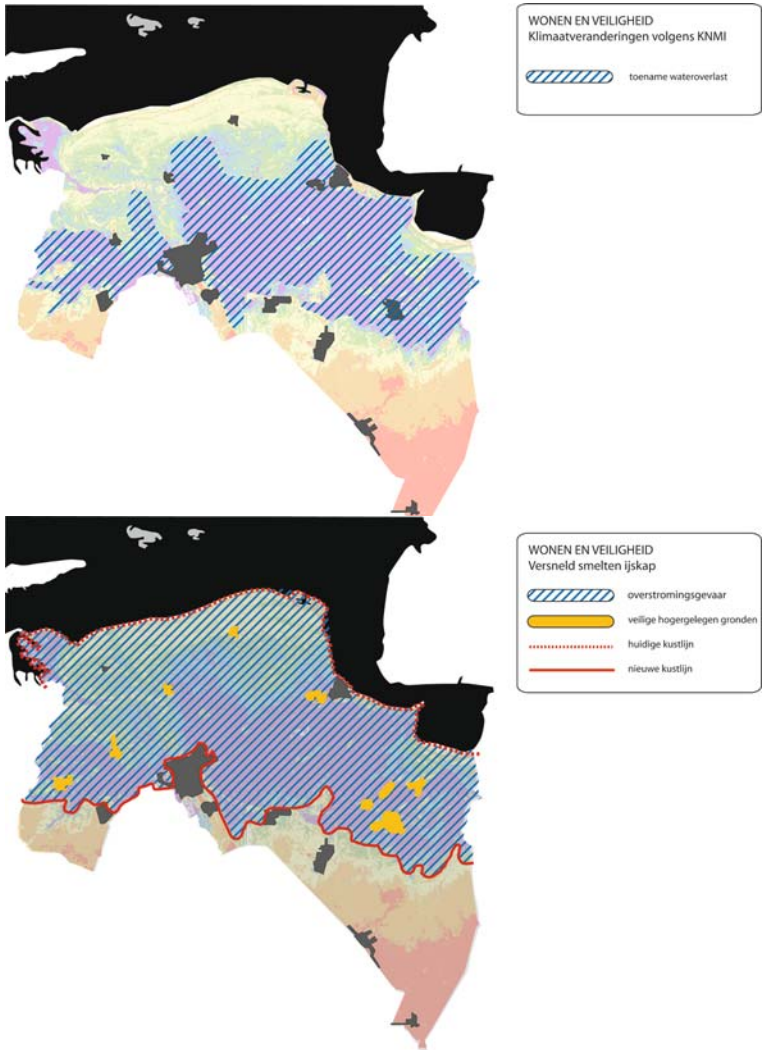 WONEN EN VEILIGHEID
Klimaatveranderingen volgens KNMI
toename wateroverlast
WONEN EN VEILIGHEID
Versneld smelten ijskap
overstromingsgevaar
veilige hogergelegen gronden
huidige kustlijn
nieuwe kustlijn